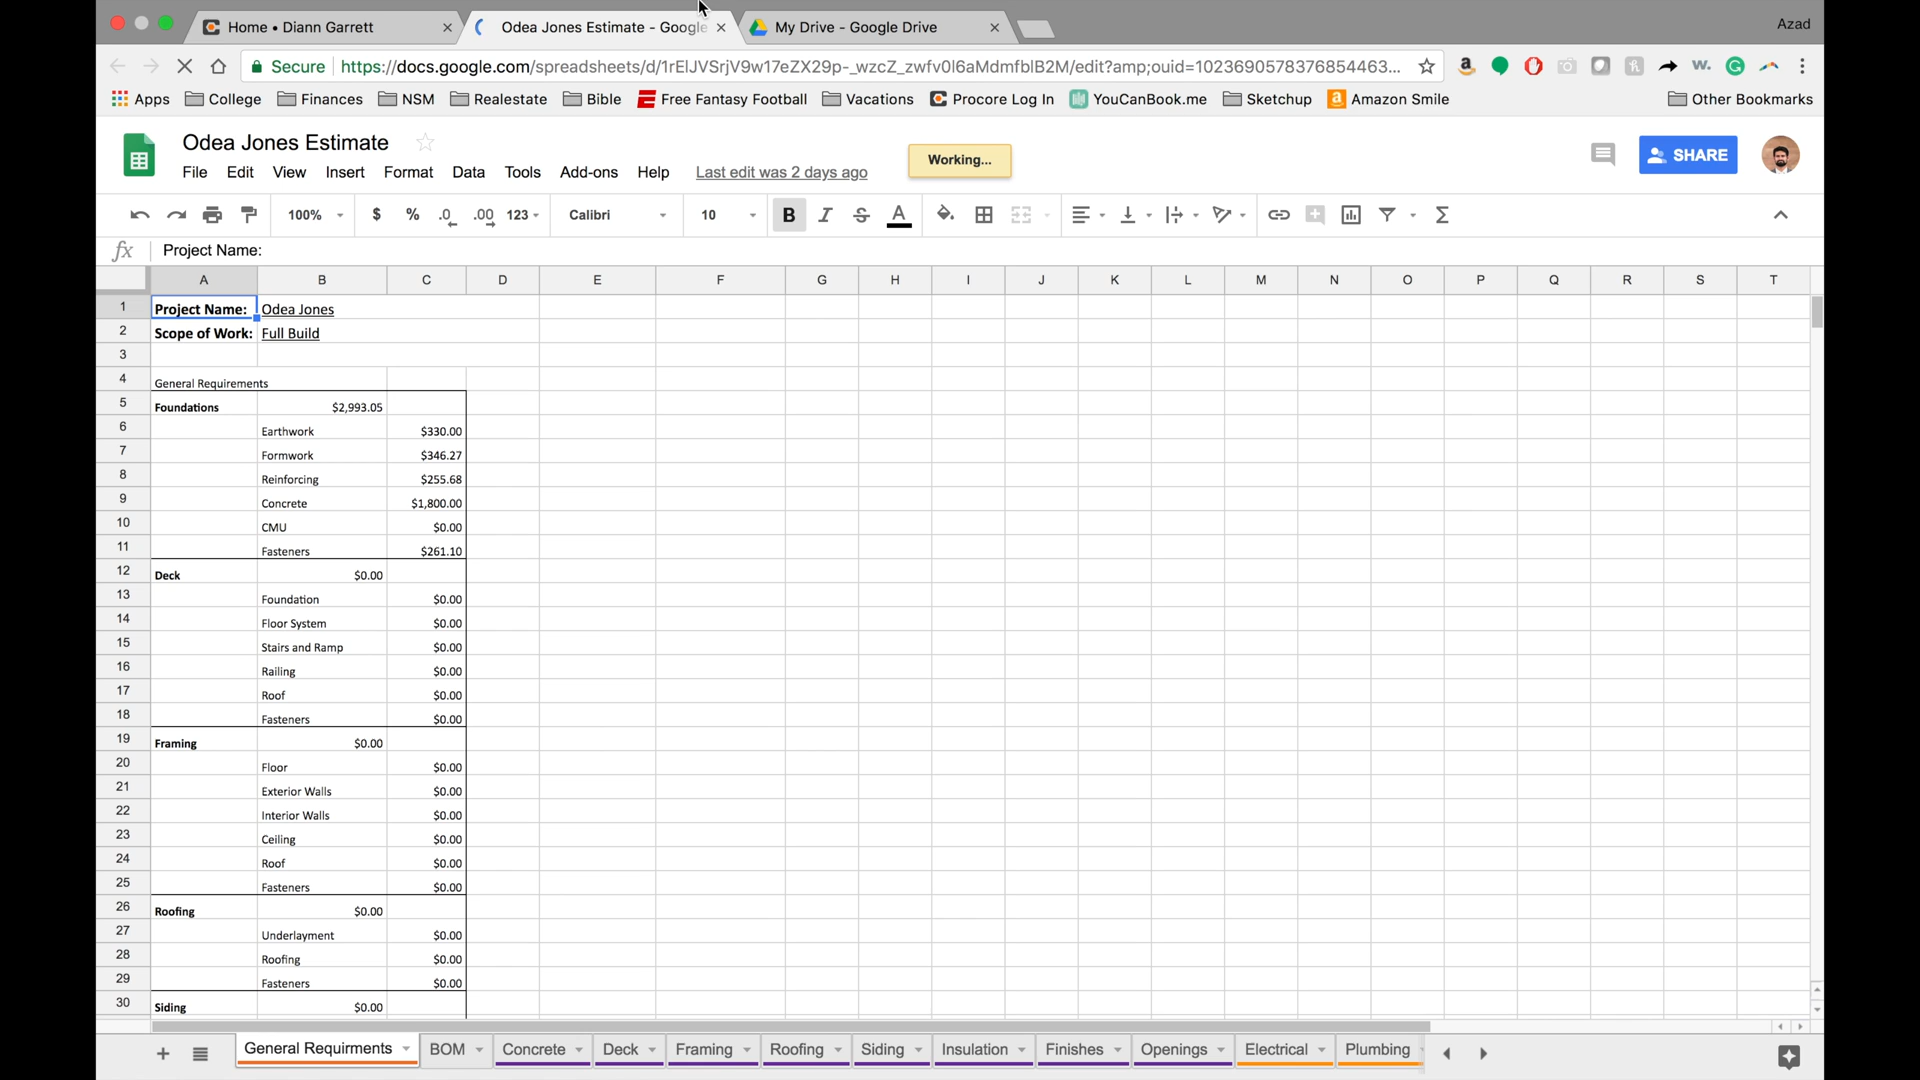 Home • Diann Garrett
Odea Jones Estimate - Google
My Drive - Google Drive
Azad
Secure https://docs.google.com/spreadsheets/d/1rElJVSrjV9w17eZX29p-_wzcZ_zwfv0l6aMdmfblB2M/edit?amp;ouid=1023690578376854463...
Apps College Finances NSM Realestate Bible Free Fantasy Football Vacations Procore Log In YouCanBook.me Sketchup Amazon Smile Other Bookmarks
Odea Jones Estimate
Working...
SHARE
File Edit View Insert Format Data Tools Add-ons Help Last edit was 2 days ago
100% $ % .0 .00 123 Calibri 10 B I S A Σ
fx Project Name:
A B C D E F G H I J K L M N O P Q R S T
1 Project Name: Odea Jones
2 Scope of Work: Full Build
3
4 General Requirements
5 Foundations $2,993.05
6 Earthwork $330.00
7 Formwork $346.27
8 Reinforcing $255.68
9 Concrete $1,800.00
10 CMU $0.00
11 Fasteners $261.10
12 Deck $0.00
13 Foundation $0.00
14 Floor System $0.00
15 Stairs and Ramp $0.00
16 Railing $0.00
17 Roof $0.00
18 Fasteners $0.00
19 Framing $0.00
20 Floor $0.00
21 Exterior Walls $0.00
22 Interior Walls $0.00
23 Ceiling $0.00
24 Roof $0.00
25 Fasteners $0.00
26 Roofing $0.00
27 Underlayment $0.00
28 Roofing $0.00
29 Fasteners $0.00
30 Siding $0.00
General Requirments BOM Concrete Deck Framing Roofing Siding Insulation Finishes Openings Electrical Plumbing